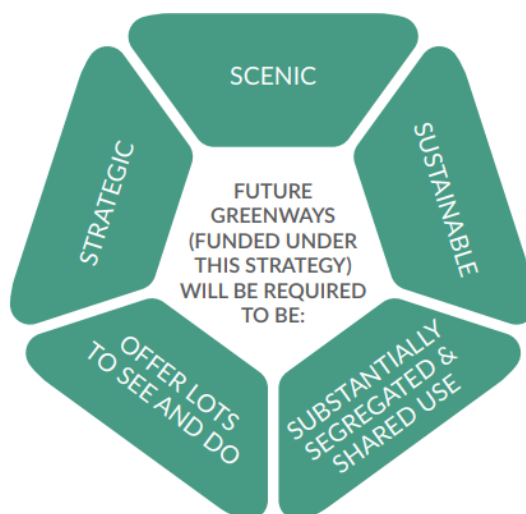 SCENIC
SUSTAINABLE
SUBSTANTIALLY
SEGREGATED &
SHARED USE
OFFER LOTS
TO SEE AND DO
STRATEGIC
FUTURE
GREENWAYS
(FUNDED UNDER
THIS STRATEGY)
WILL BE REQUIRED
TO BE: